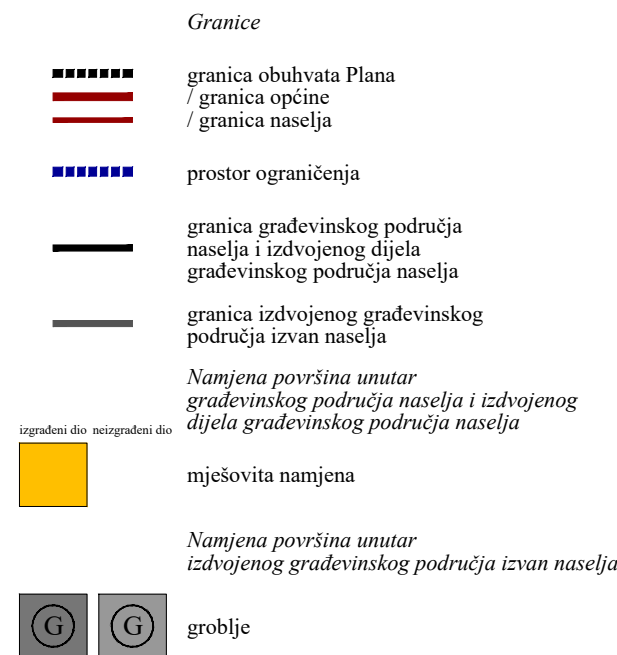 Granice
granica obuhvata Plana
/ granica općine
/ granica naselja
prostor ograničenja
granica građevinskog područja
naselja i izdvojenog dijela
građevinskog područja naselja
granica izdvojenog građevinskog
područja izvan naselja
Namjena površina unutar
građevinskog područja naselja i izdvojenog
dijela građevinskog područja naselja
izgrađeni dio neizgrađeni dio
mješovita namjena
Namjena površina unutar
izdvojenog građevinskog područja izvan naselja
G G groblje